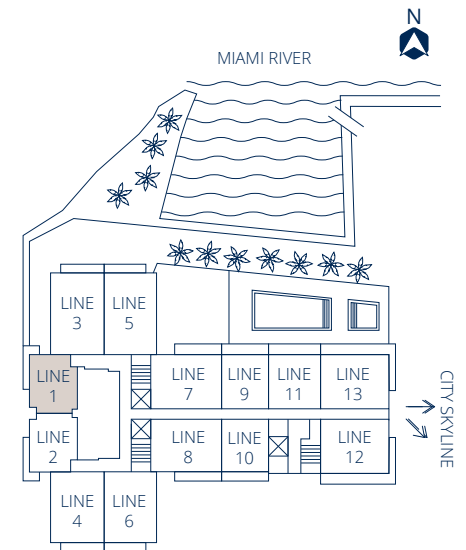 N
MIAMI RIVER
LINE
3
LINE
5
LINE
1
LINE
7
LINE
9
LINE
11
LINE
13
CITY SKYLINE
LINE
2
LINE
8
LINE
10
LINE
12
LINE
4
LINE
6